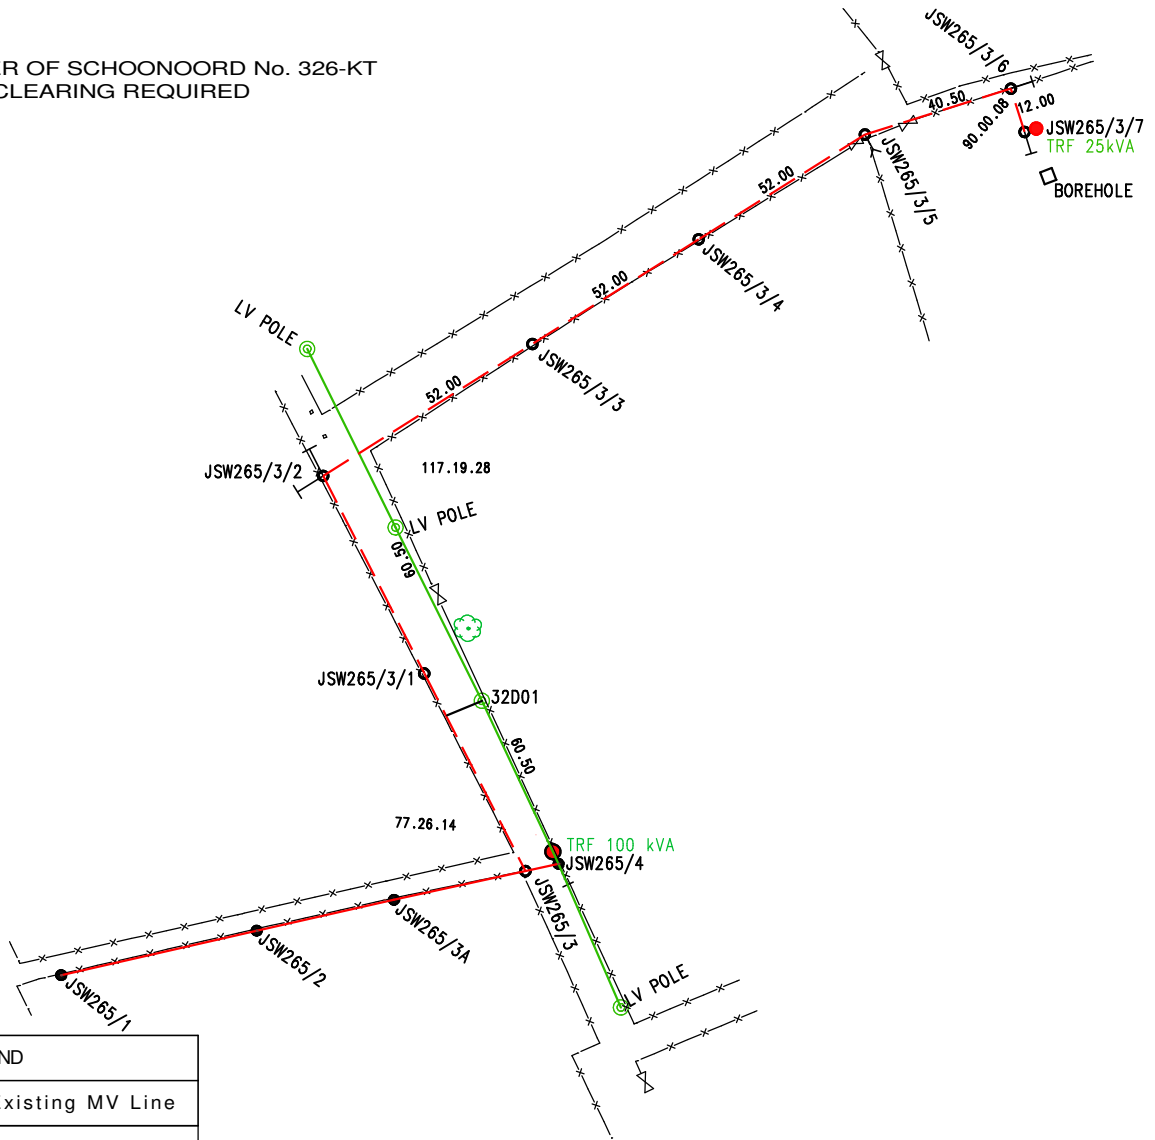 ER OF SCHOONOORD No. 326-KT
CLEARING REQUIRED
JSW265/3/6
40.50
12.00
90.00.08
JSW265/3/7
TRF 25kVA
BOREHOLE
JSW265/3/5
52.00
JSW265/3/4
52.00
JSW265/3/3
52.00
LV POLE
JSW265/3/2
117.19.28
LV POLE
60.50
JSW265/3/1
32D01
60.50
77.26.14
TRF 100 kVA
JSW265/4
JSW265/3
JSW265/3A
JSW265/2
JSW265/1
LV POLE
ND
Existing MV Line